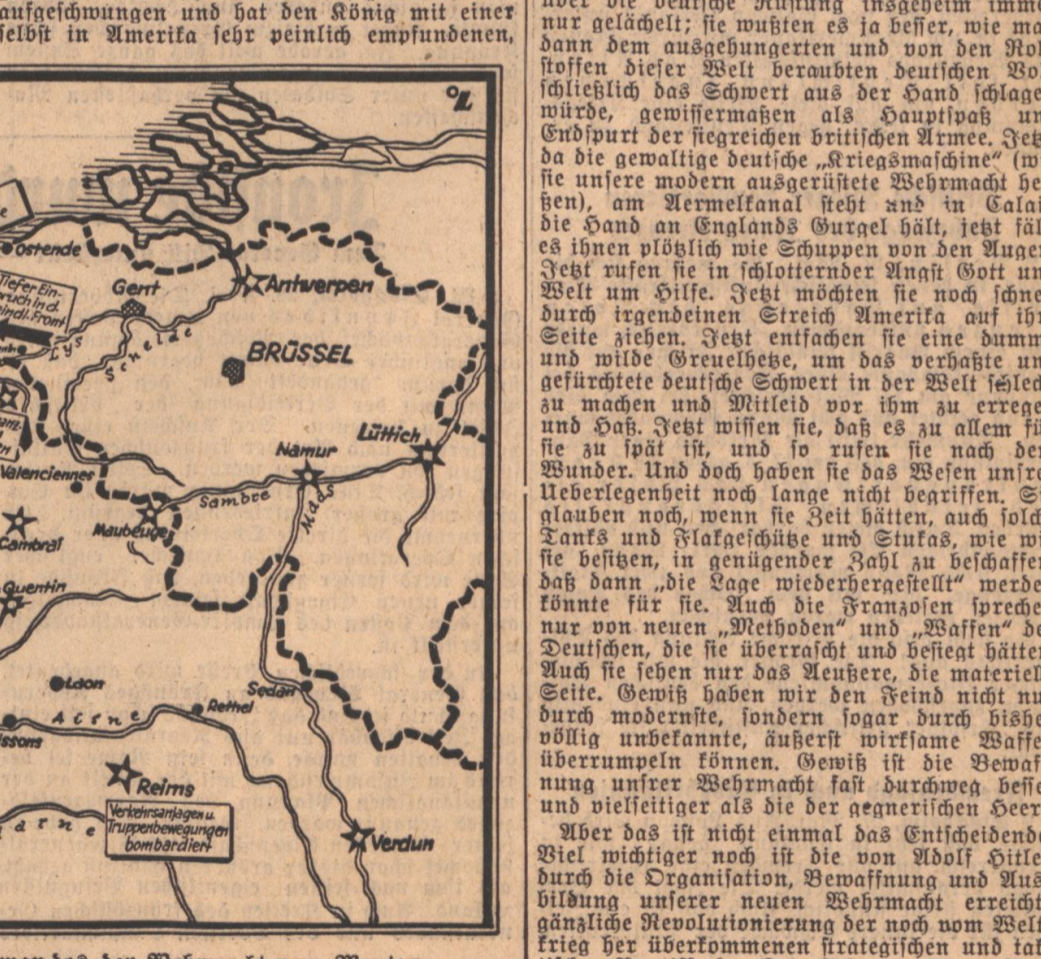 aufgeschwungen und hat den König mit einer
selbst in Amerika sehr peinlich empfundenen,
Ostende
Tiefer Ein-
bruch in d.
feindl. Front
Gent
Antwerpen
Lys
Schelde
BRÜSSEL
Lüttich
Namur
Valenciennes
Sambre
Maas
Maubeuge
Cambrai
Quentin
Laon
Sedan
Rethel
Aisne
ssons
Reims
Verkehrsanlagen u.
Truppenbewegungen
bombardiert
arne
Verdun
über die deutsche Rüstung insgeheim imme
nur gelächelt; sie wußten es ja besser, wie ma
dann dem ausgehungerten und von den Roh
stoffen dieser Welt beraubten deutschen Vo
schließlich das Schwert aus der Hand schlage
würde, gewissermaßen als Hauptspaß un
Endspurt der siegreichen britischen Armee. Jetz
da die gewaltige deutsche „Kriegsmaschine“ (w
sie unsere modern ausgerüstete Wehrmacht he
ßen), am Aermelkanal steht und in Calai
die Hand an Englands Gurgel hält, jetzt fäl
es ihnen plötzlich wie Schuppen von den Auge
Jetzt rufen sie in schlotternder Angst Gott un
Welt um Hilfe. Jetzt möchten sie noch schne
durch irgendeinen Streich Amerika auf ihr
Seite ziehen. Jetzt entfachen sie eine dumm
und wilde Greuelhetze, um das verhaßte un
gefürchtete deutsche Schwert in der Welt schlech
zu machen und Mitleid vor ihm zu errege
und Haß. Jetzt wissen sie, daß es zu allem fü
sie zu spät ist, und so rufen sie nach de
Wunder. Und doch haben sie das Wesen unsre
Ueberlegenheit noch lange nicht begriffen. Si
glauben noch, wenn sie Zeit hätten, auch solch
Tanks und Flakgeschütze und Stukas, wie wi
sie besitzen, in genügender Zahl zu beschaffe
daß dann „die Lage wiederhergestellt“ werde
könnte für sie. Auch die Franzosen spreche
nur von neuen „Methoden“ und „Waffen“ de
Deutschen, die sie überrascht und besiegt hätte
Auch sie sehen nur das Aeußere, die materiell
Seite. Gewiß haben wir den Feind nicht nu
durch modernste, sondern sogar durch bishe
völlig unbekannte, äußerst wirksame Waffe
überrumpeln können. Gewiß ist die Bewaf
nung unsrer Wehrmacht fast durchweg besse
und vielseitiger als die der gegnerischen Heer
Aber das ist nicht einmal das Entscheidende
Viel wichtiger noch ist die von Adolf Hitle
durch die Organisation, Bewaffnung und Aus
bildung unserer neuen Wehrmacht erreicht
gänzliche Revolutionierung der noch vom Welt
krieg her überkommenen strategischen und tak